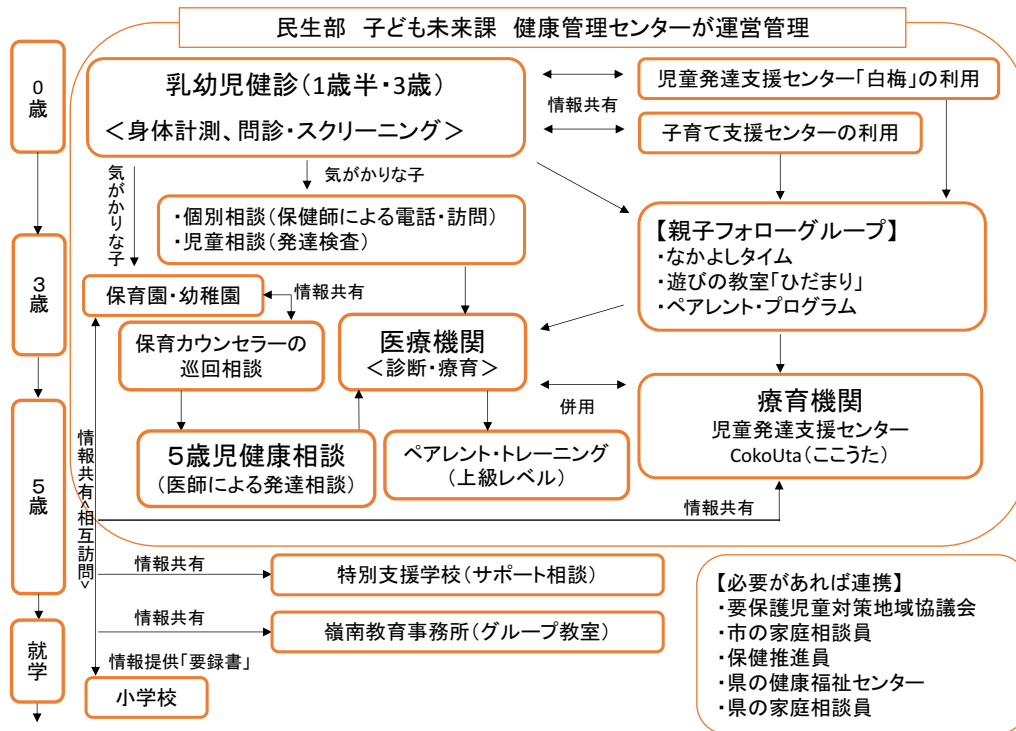 民生部 子ども未来課 健康管理センターが運営管理
0歳
3歳
5歳
就学
乳幼児健診(1歳半・3歳)
<身体計測、問診・スクリーニング>
情報共有
児童発達支援センター「白梅」の利用
子育て支援センターの利用
気がかりな子
気がかりな子
・個別相談(保健師による電話・訪問)
・児童相談(発達検査)
【親子フォローグループ】
・なかよしタイム
・遊びの教室「ひだまり」
・ペアレント・プログラム
保育園・幼稚園
情報共有
保育カウンセラーの
巡回相談
医療機関
<診断・療育>
併用
療育機関
児童発達支援センター
CokoUta(ここうた)
5歳児健康相談
(医師による発達相談)
ペアレント・トレーニング
(上級レベル)
情報共有<相互訪問>
情報共有
情報共有
特別支援学校(サポート相談)
情報共有
嶺南教育事務所(グループ教室)
情報提供「要録書」
小学校
【必要があれば連携】
・要保護児童対策地域協議会
・市の家庭相談員
・保健推進員
・県の健康福祉センター
・県の家庭相談員